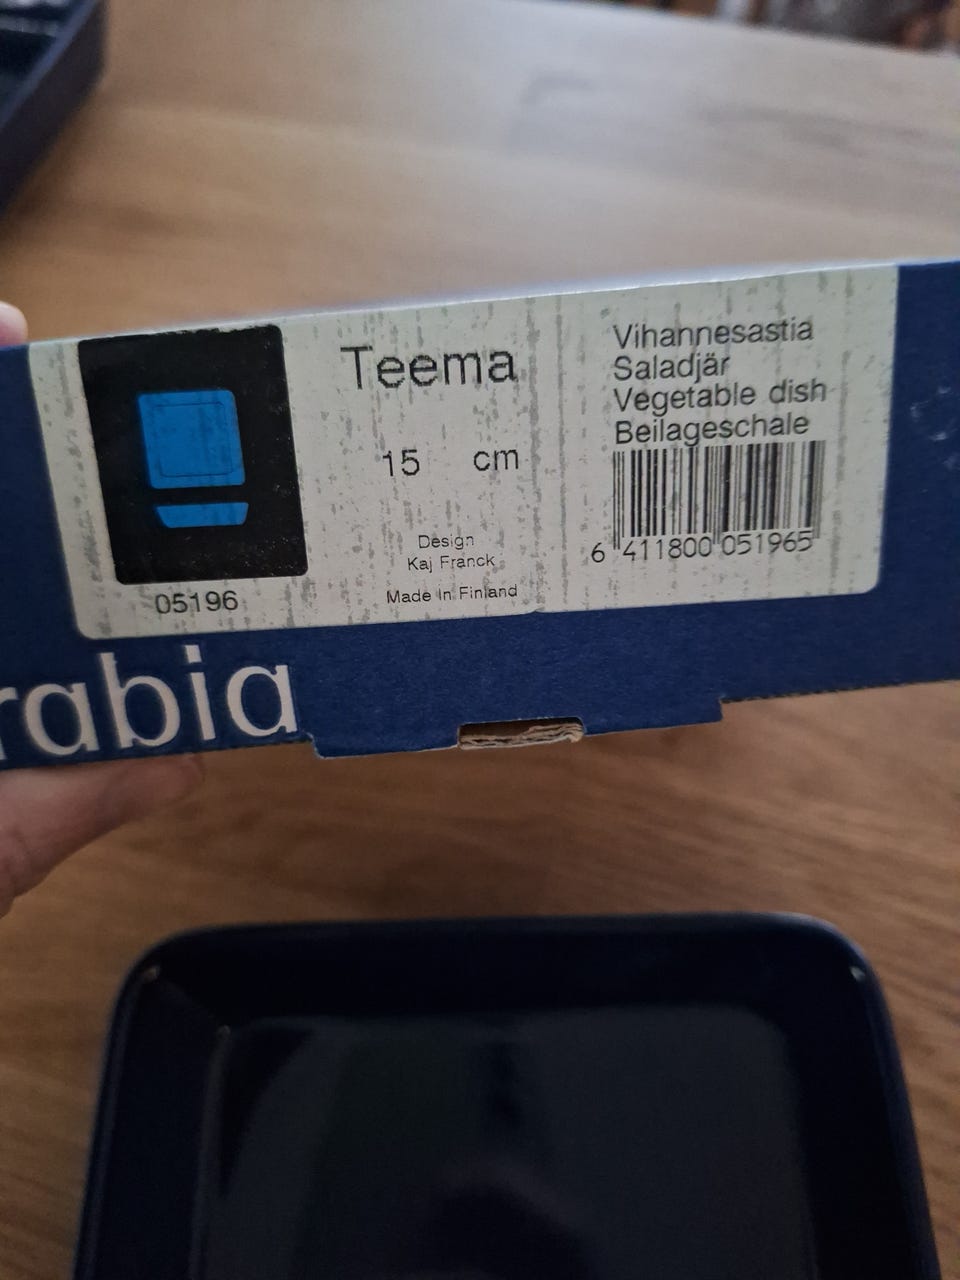 Teema
15 cm
Design
Kaj Franck
Made in Finland
05196
Vihannesastia
Saladjär
Vegetable dish
Beilageschale
6 411800 051965
rabia